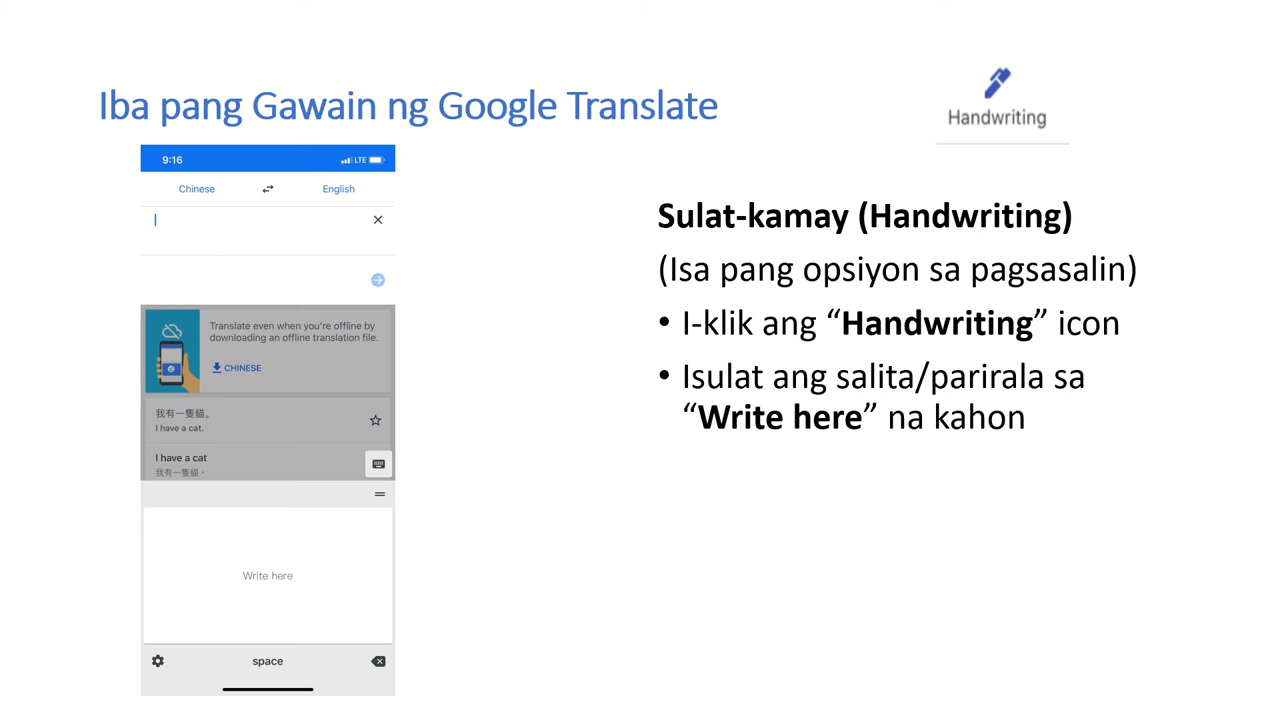 Iba pang Gawain ng Google Translate
Handwriting
9:16
LTE
Chinese
English
Translate even when you're offline by
downloading an offline translation file.
CHINESE
我有一隻貓。
I have a cat.
I have a cat
我有一隻貓。
Write here
space
Sulat-kamay (Handwriting)
(Isa pang opsiyon sa pagsasalin)
• I-klik ang “Handwriting” icon
• Isulat ang salita/parirala sa
“Write here” na kahon